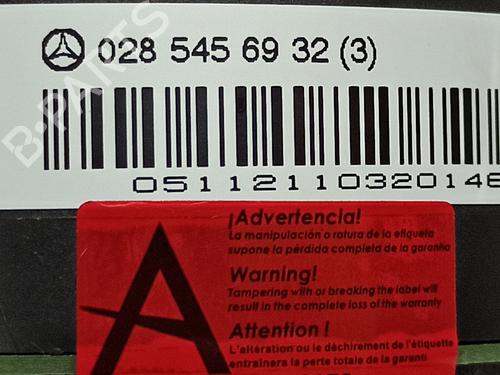 028 545 69 32 (3)
B-PARTS
0511211032014
¡Advertencia!
La manipulación o rotura de la etiqueta
supone la pérdida completa de la garantía
Warning!
Tampering with or breaking the label will
result in the complete loss of the warranty
Attention !
L'altération ou le déchirement de l'étiquette
entraînera la perte totale de la garanti
A